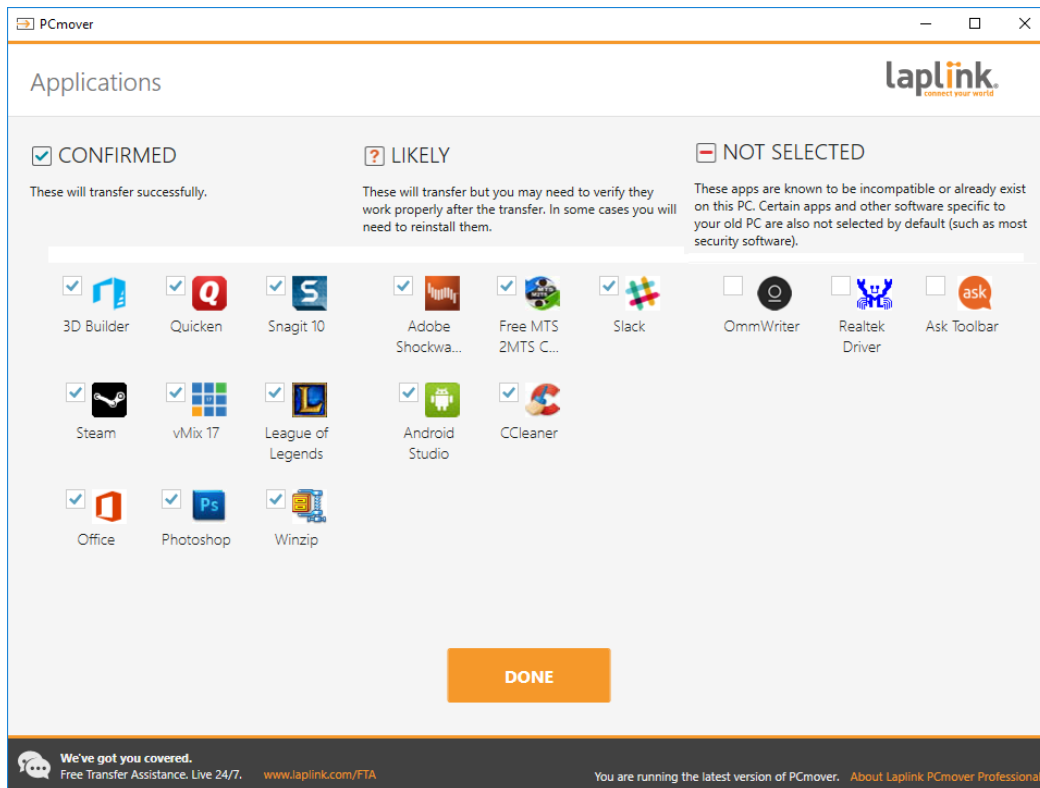 PCmover
Applications
laplink.
connect your world
CONFIRMED
These will transfer successfully.
? LIKELY
These will transfer but you may need to verify they
work properly after the transfer. In some cases you will
need to reinstall them.
NOT SELECTED
These apps are known to be incompatible or already exist
on this PC. Certain apps and other software specific to
your old PC are also not selected by default (such as most
security software).
3D Builder
Q
Quicken
S
Snagit 10
Steam
vMix 17
L
League of
Legends
Office
Ps
Photoshop
Winzip
Adobe
Shockwa...
MTS
Free MTS
2MTS C...
Slack
Android
Studio
CCleaner
OmmWriter
Realtek
Driver
ask
Ask Toolbar
DONE
We've got you covered.
Free Transfer Assistance. Live 24/7. www.laplink.com/FTA
You are running the latest version of PCmover. About Laplink PCmover Professional